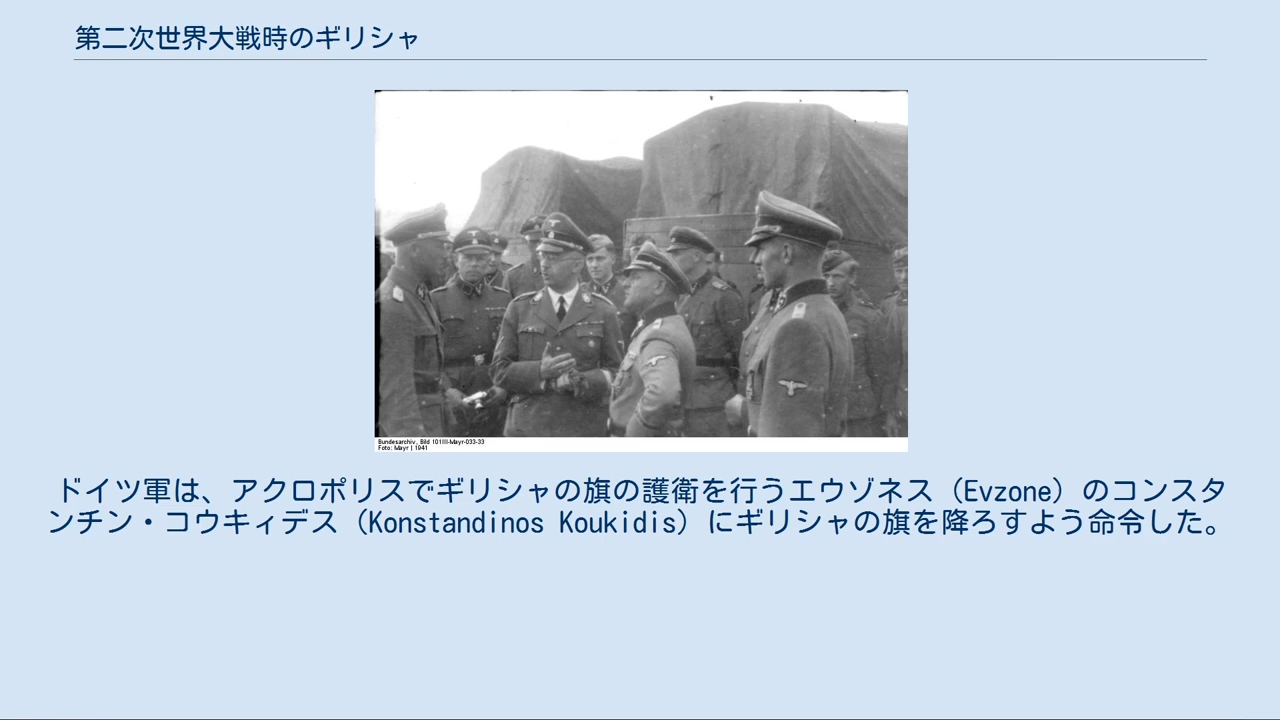 第二次世界大戦時のギリシャ
Bundesarchiv, Bild 101III-Mayr-033-33
Foto: Mayr | 1941
ドイツ軍は、アクロポリスでギリシャの旗の護衛を行うエウゾネス（Evzone）のコンスタ
ンチン・コウキィデス（Konstandinos Koukidis）にギリシャの旗を降ろすよう命令した。